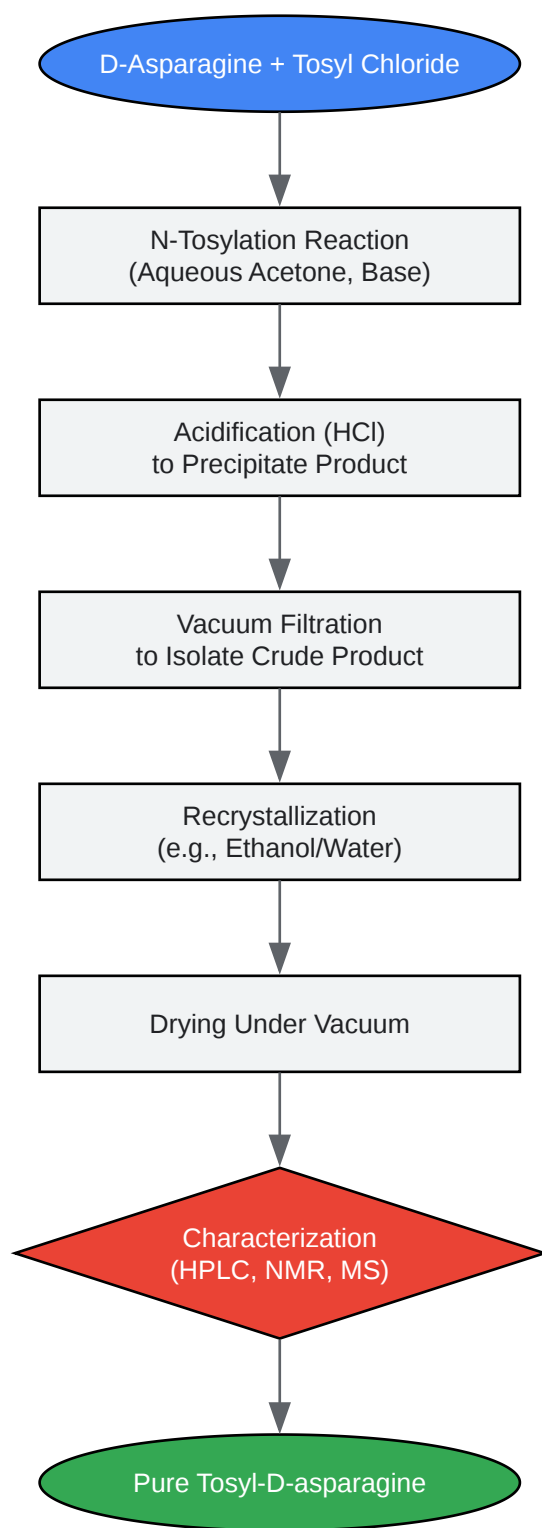 D-Asparagine + Tosyl Chloride
N-Tosylation Reaction
(Aqueous Acetone, Base)
Acidification (HCl)
to Precipitate Product
Vacuum Filtration
to Isolate Crude Product
Recrystallization
(e.g., Ethanol/Water)
Drying Under Vacuum
Characterization
(HPLC, NMR, MS)
Pure Tosyl-D-asparagine